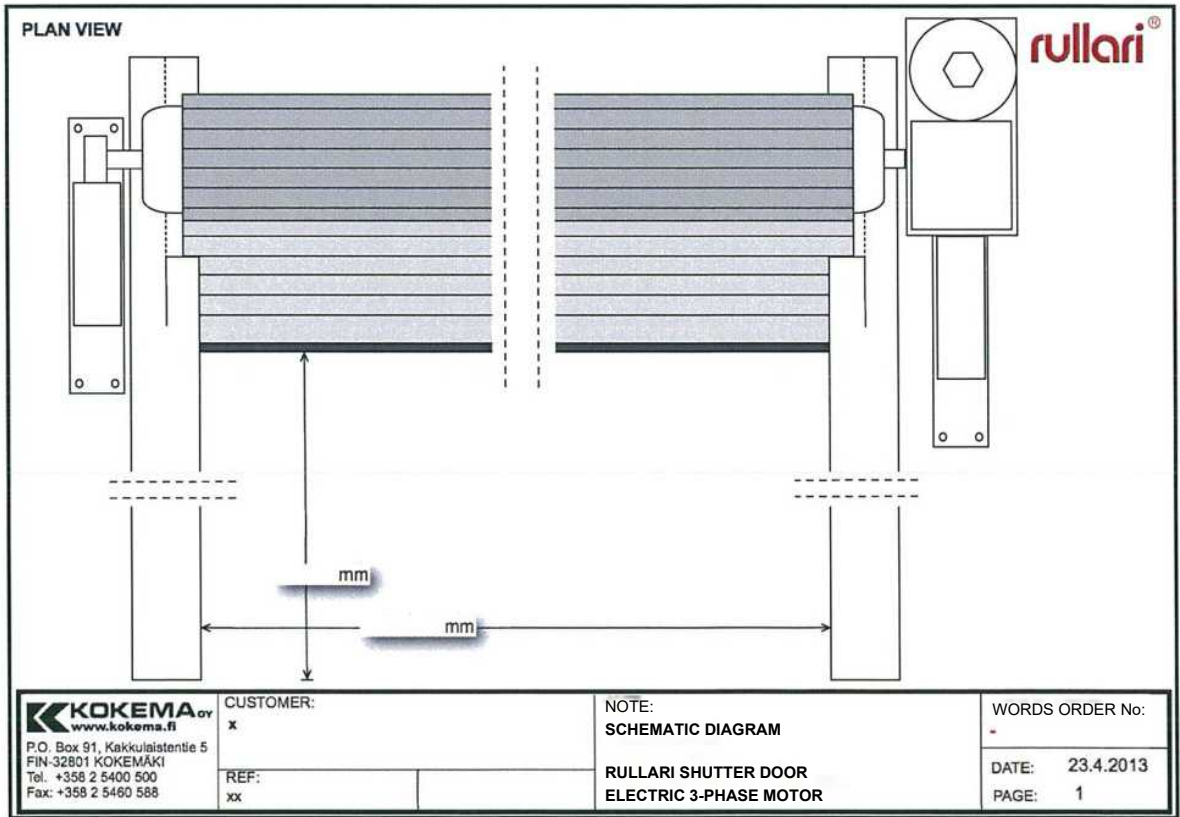 PLAN VIEW
rullari®
mm
mm
KOKEMA OY
www.kokema.fi
P.O. Box 91, Kakkulaistentie 5
FIN-32801 KOKEMÄKI
Tel. +358 2 5400 500
Fax: +358 2 5460 588
CUSTOMER:
x
REF:
xx
NOTE:
SCHEMATIC DIAGRAM
RULLARI SHUTTER DOOR
ELECTRIC 3-PHASE MOTOR
WORDS ORDER No:
-
DATE: 23.4.2013
PAGE: 1